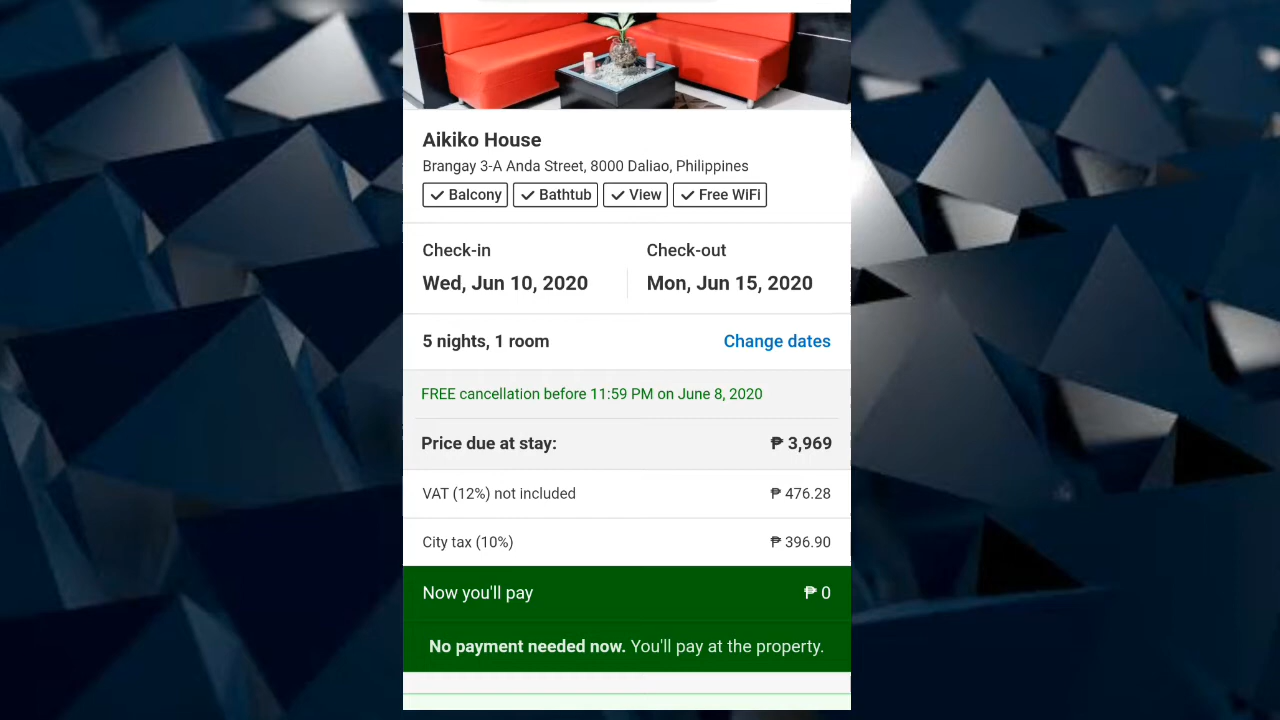 Aikiko House
Brangay 3-A Anda Street, 8000 Daliao, Philippines
Balcony Bathtub View Free WiFi
Check-in Check-out
Wed, Jun 10, 2020 Mon, Jun 15, 2020
5 nights, 1 room Change dates
FREE cancellation before 11:59 PM on June 8, 2020
Price due at stay: ₱ 3,969
VAT (12%) not included ₱ 476.28
City tax (10%) ₱ 396.90
Now you'll pay ₱ 0
No payment needed now. You'll pay at the property.